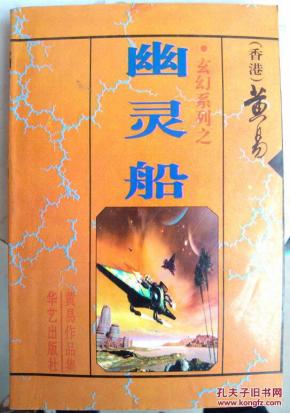 (香港)黄易
·玄幻系列之
幽灵船
黄易作品集
华艺出版社
孔夫子旧书网
www.kongfz.com